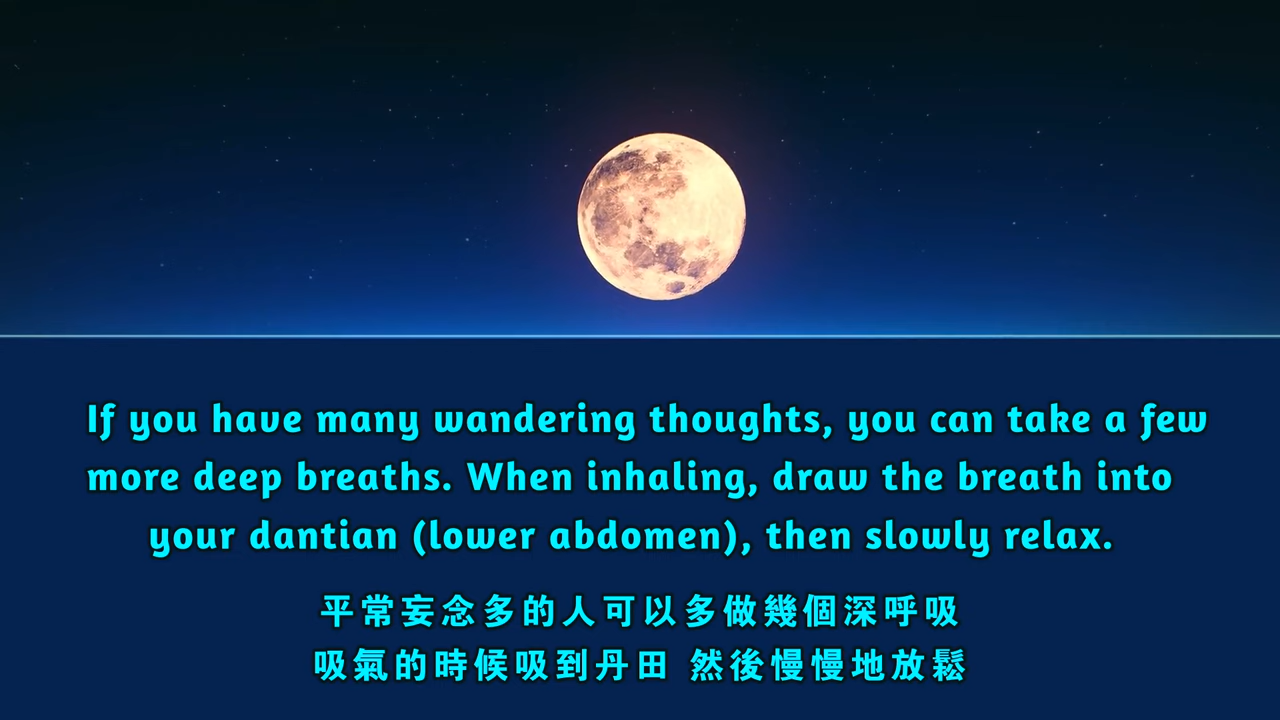 If you have many wandering thoughts, you can take a few
more deep breaths. When inhaling, draw the breath into
your dantian (lower abdomen), then slowly relax.
平常妄念多的人可以多做幾個深呼吸
吸氣的時候吸到丹田 然後慢慢地放鬆